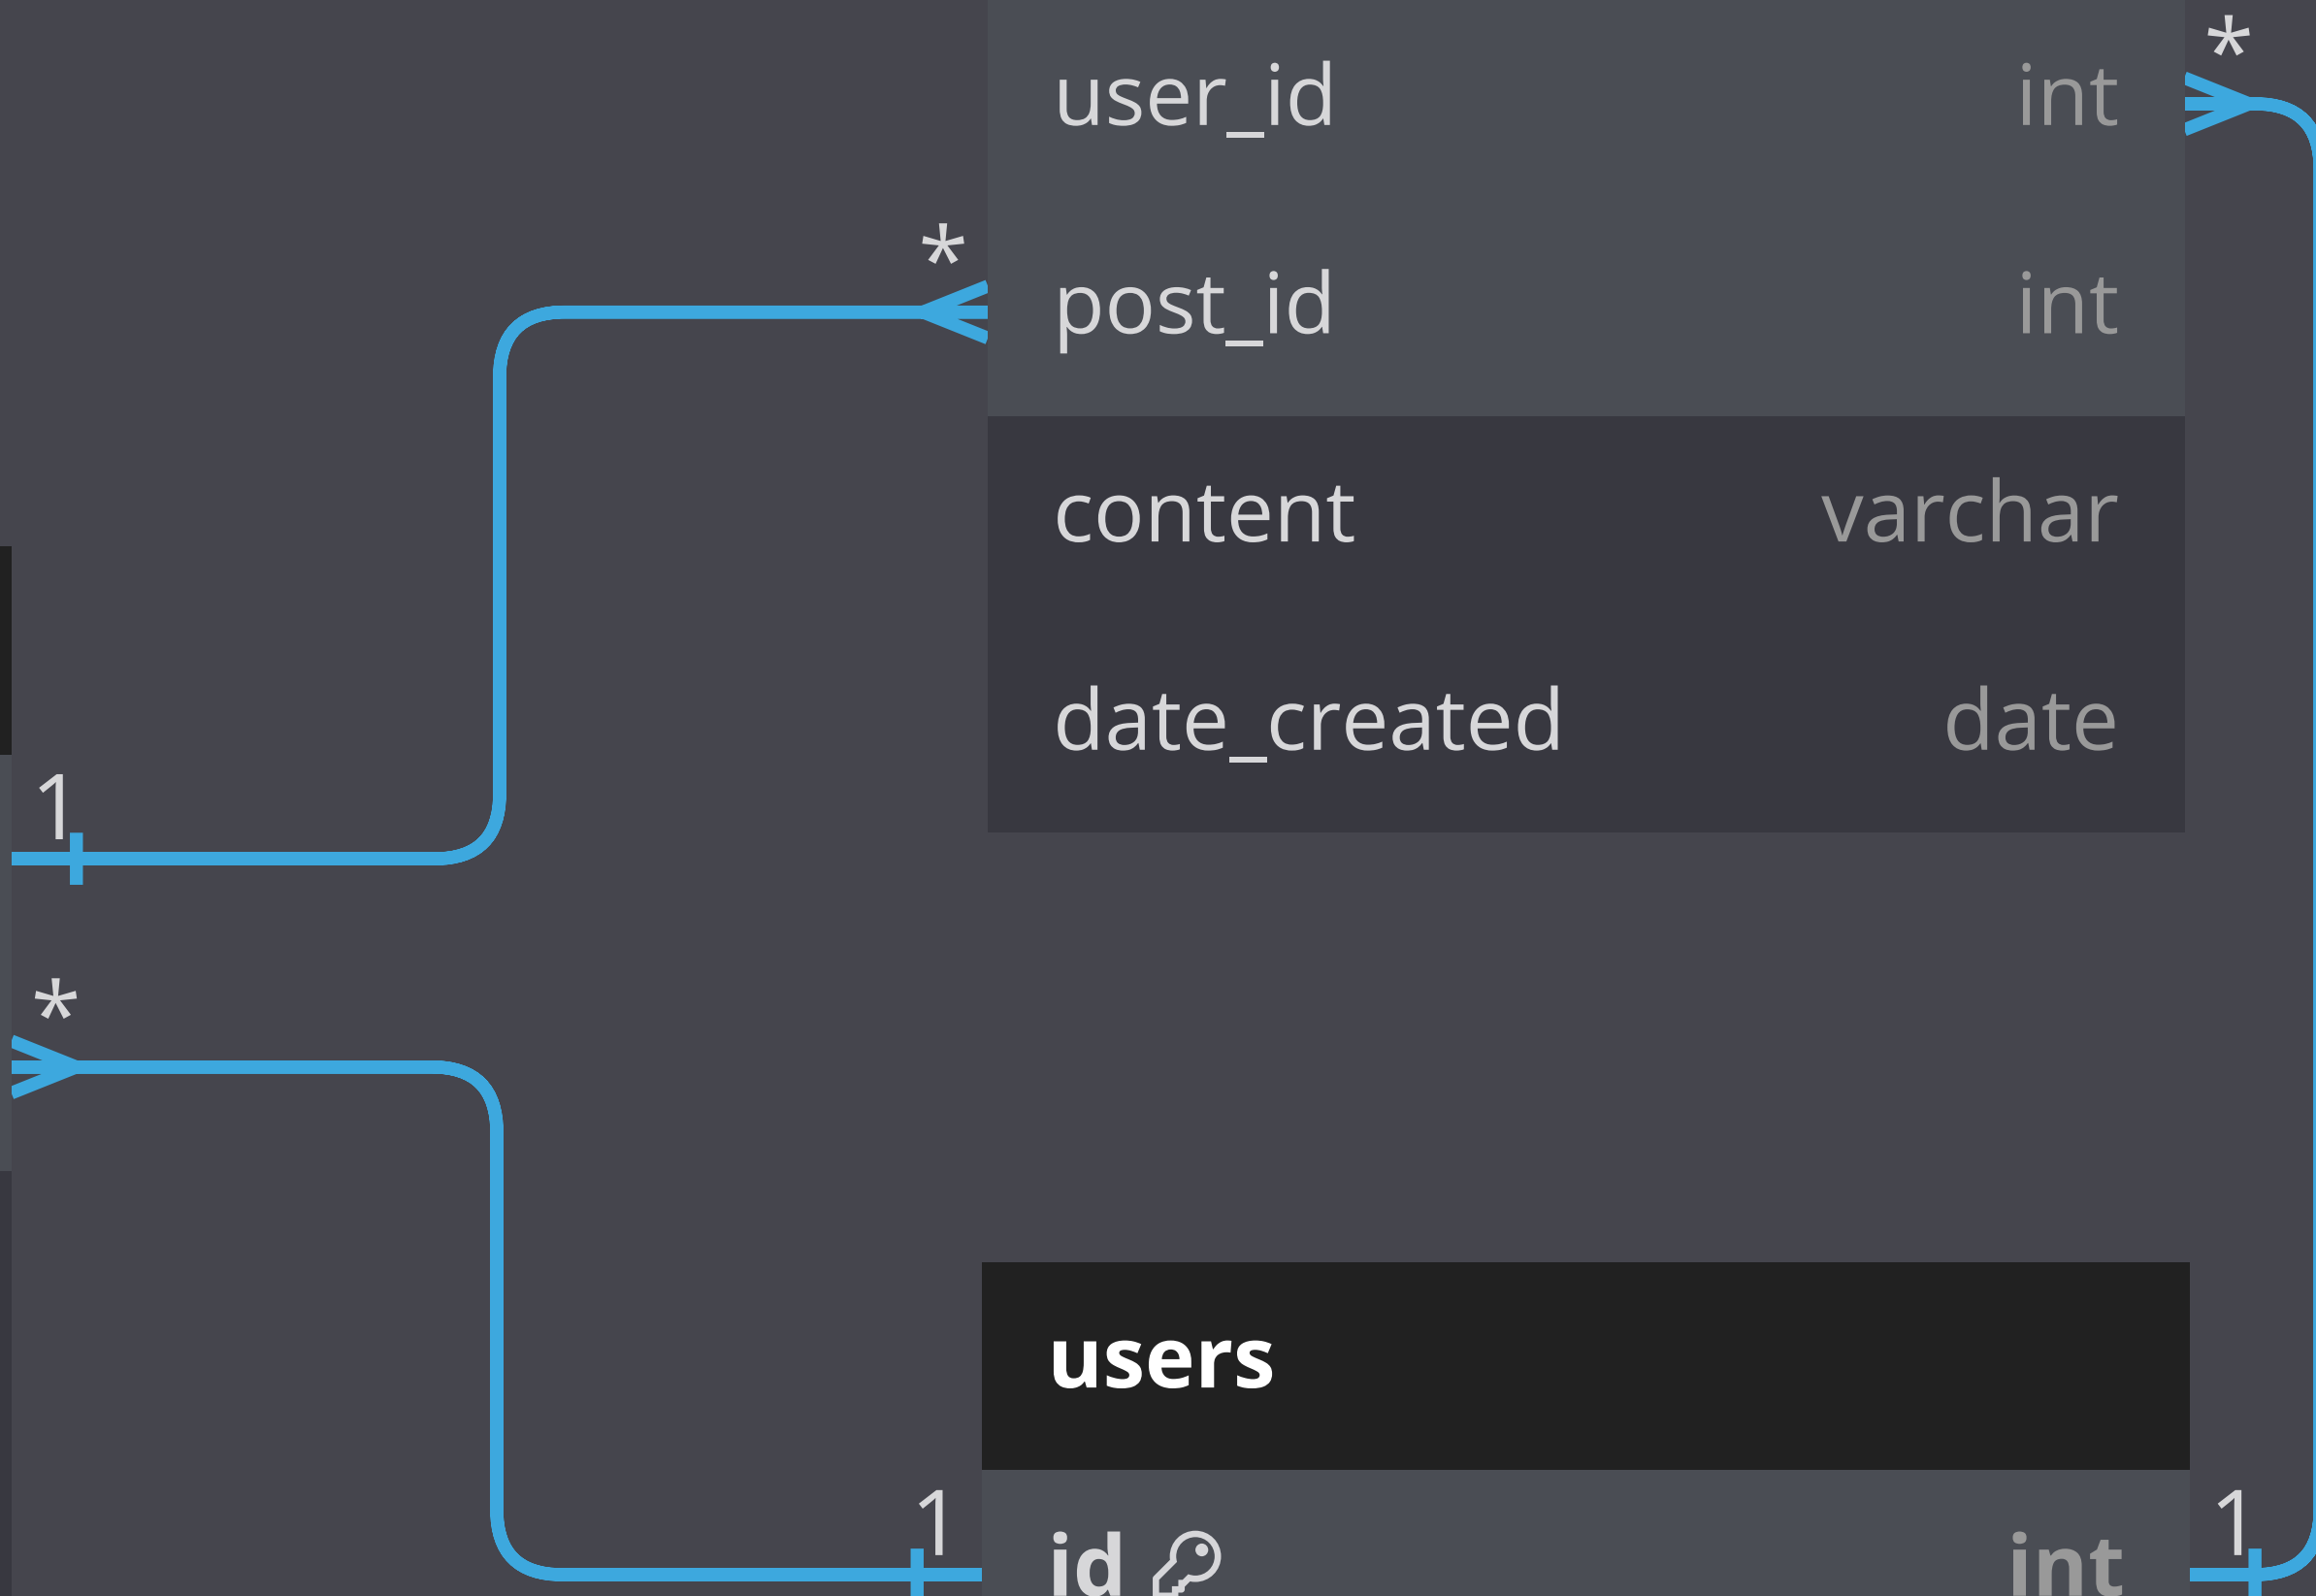 *
user_id int
*
post_id int
content varchar
date_created date
1
*
users
1 1
id int